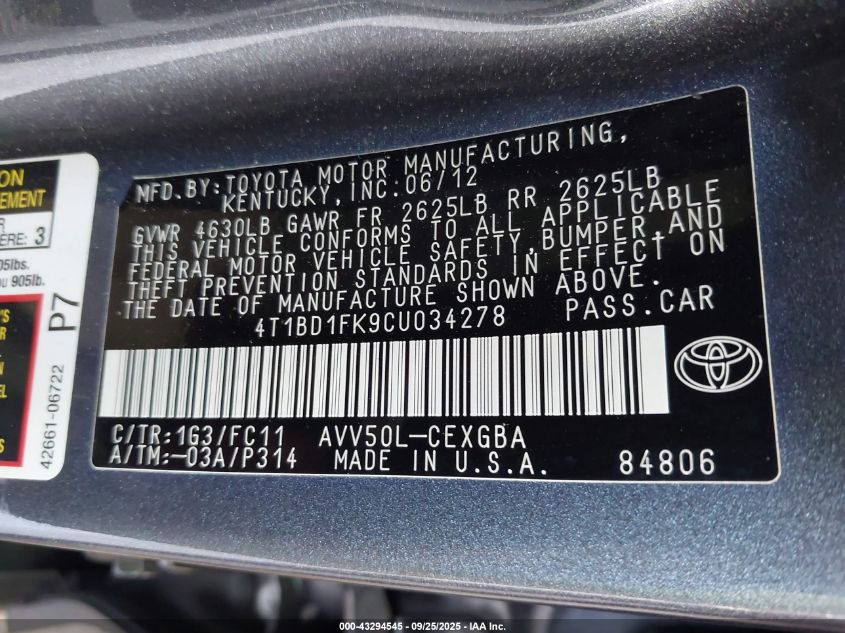 MFD. BY: TOYOTA MOTOR MANUFACTURING,
KENTUCKY, INC. 06/12
GVWR 4630LB GAWR FR 2625LB RR 2625LB
THIS VEHICLE CONFORMS TO ALL APPLICABLE
FEDERAL MOTOR VEHICLE SAFETY, BUMPER, AND
THEFT PREVENTION STANDARDS IN EFFECT ON
THE DATE OF MANUFACTURE SHOWN ABOVE.
4T1BD1FK9CU034278 PASS.CAR
C/TR:1G3/FC11 AVV50L-CEXGBA
A/TM:-03A/P314 MADE IN U.S.A. 84806
EMENT
ERE: 3
905lb.
P7
42661-06722
000-43294545 - 09/25/2025 - IAA Inc.